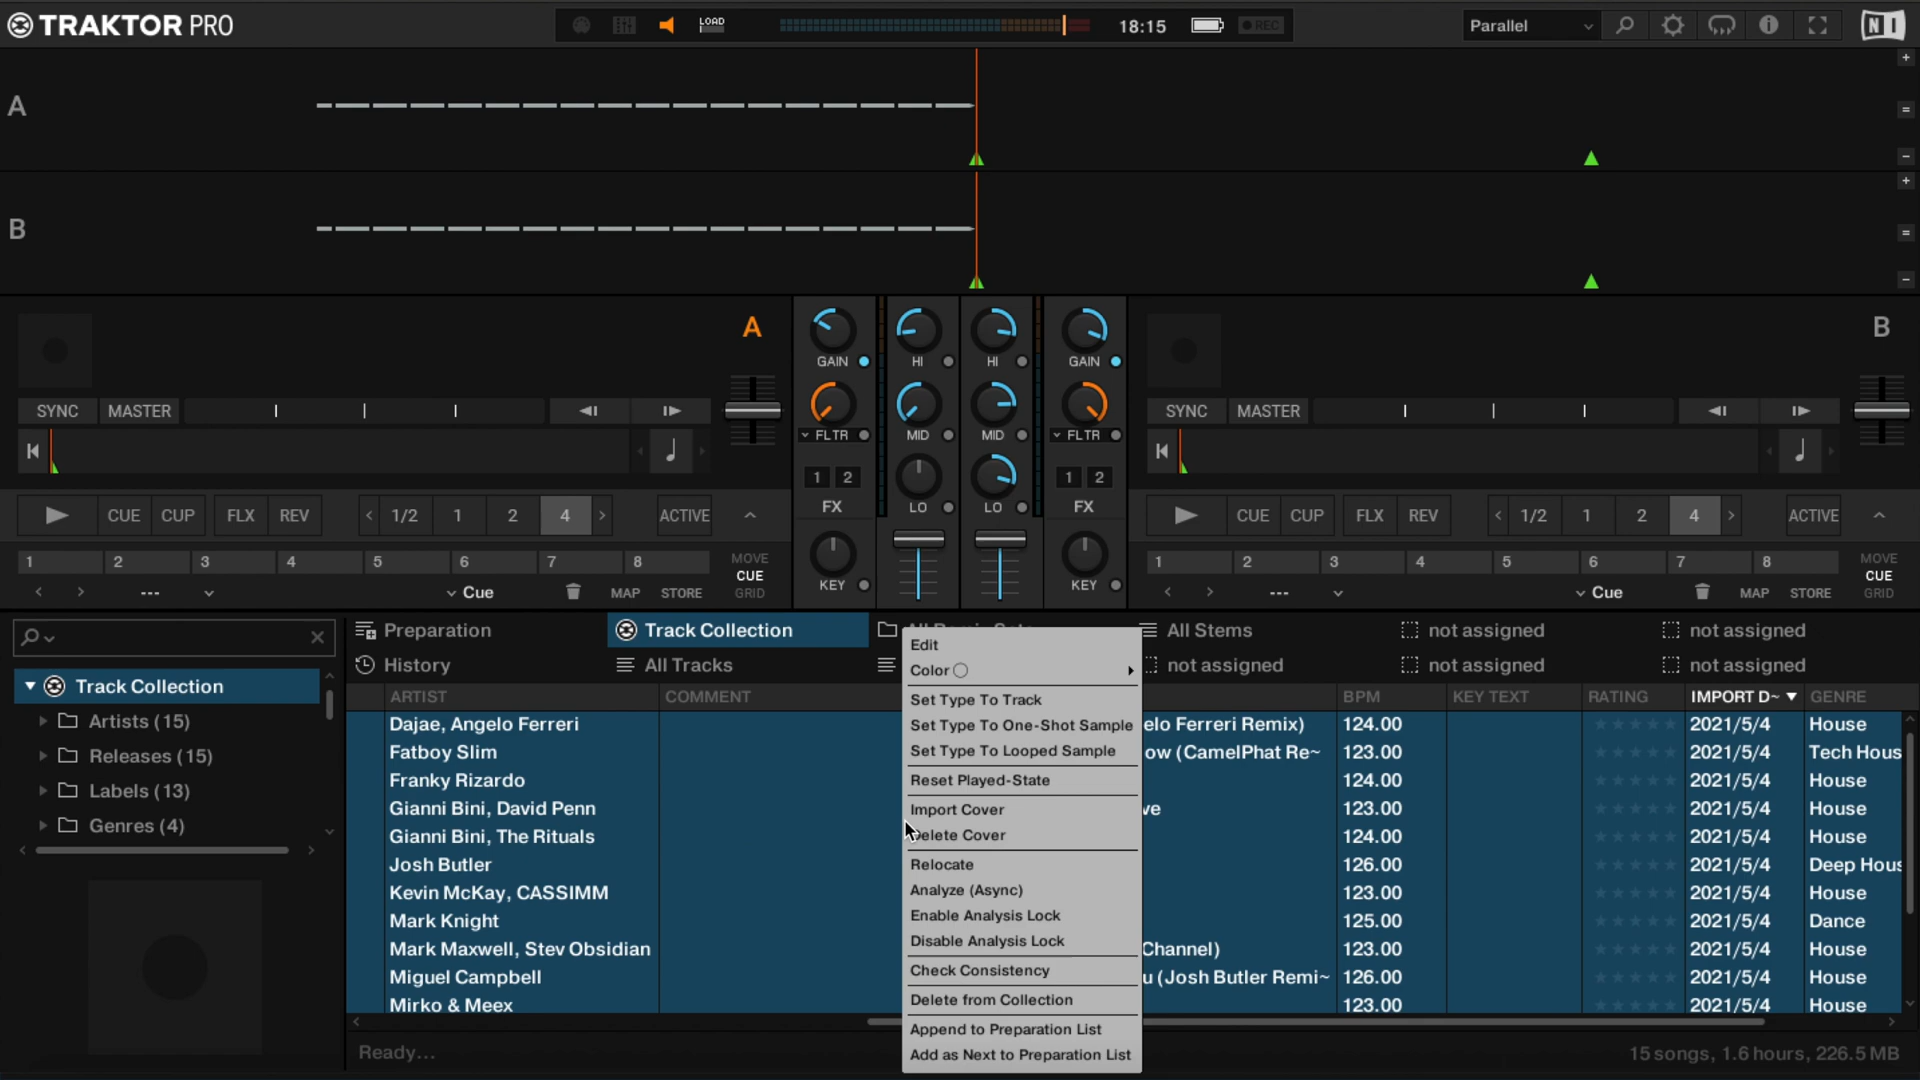 TRAKTOR PRO
LOAD
18:15
REC
Parallel
NI
A
B
A
GAIN
HI
HI
GAIN
B
SYNC
MASTER
FLTR
MID
MID
FLTR
SYNC
MASTER
1 2
FX
LO
LO
1 2
FX
CUE
CUP
FLX
REV
1/2
1
2
4
ACTIVE
CUE
CUP
FLX
REV
1/2
1
2
4
ACTIVE
1 2 3 4 5 6 7 8
MOVE
CUE
GRID
KEY
KEY
1 2 3 4 5 6 7 8
MOVE
CUE
GRID
---
Cue
MAP
STORE
---
Cue
MAP
STORE
Preparation
Track Collection
All Stems
not assigned
not assigned
History
All Tracks
not assigned
not assigned
not assigned
Track Collection
Artists (15)
Releases (15)
Labels (13)
Genres (4)
ARTIST COMMENT BPM KEY TEXT RATING IMPORT D~ GENRE
Dajae, Angelo Ferreri elo Ferreri Remix) 124.00 2021/5/4 House
Fatboy Slim ow (CamelPhat Re~ 123.00 2021/5/4 Tech Hous
Franky Rizardo 124.00 2021/5/4 House
Gianni Bini, David Penn ve 123.00 2021/5/4 House
Gianni Bini, The Rituals 124.00 2021/5/4 House
Josh Butler 126.00 2021/5/4 Deep Hous
Kevin McKay, CASSIMM 123.00 2021/5/4 House
Mark Knight 125.00 2021/5/4 Dance
Mark Maxwell, Stev Obsidian Channel) 123.00 2021/5/4 House
Miguel Campbell u (Josh Butler Remi~ 126.00 2021/5/4 House
Mirko & Meex 123.00 2021/5/4 House
Edit
Color
Set Type To Track
Set Type To One-Shot Sample
Set Type To Looped Sample
Reset Played-State
Import Cover
Delete Cover
Relocate
Analyze (Async)
Enable Analysis Lock
Disable Analysis Lock
Check Consistency
Delete from Collection
Append to Preparation List
Add as Next to Preparation List
Ready...
15 songs, 1.6 hours, 226.5 MB